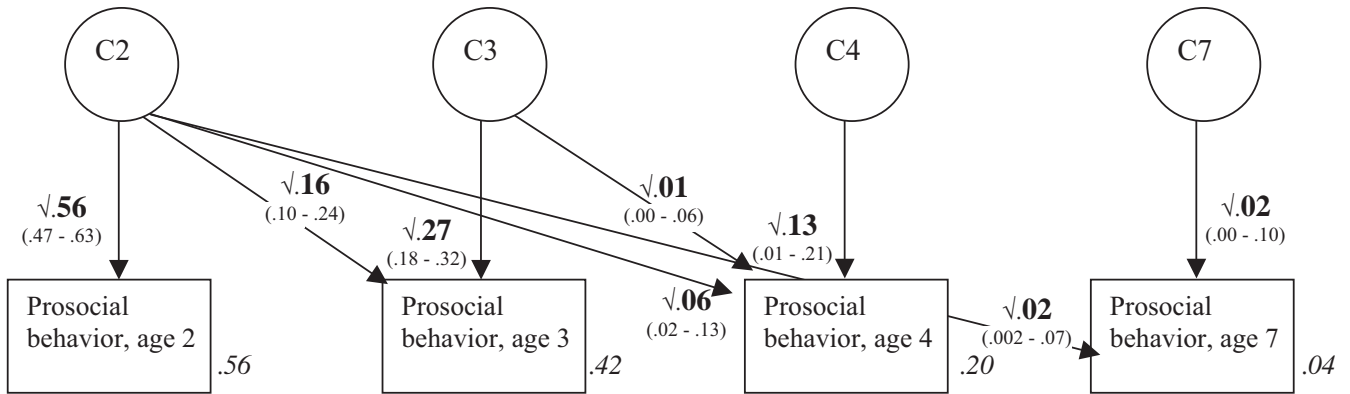 C2
C3
C4
C7
√.56
(.47 - .63)
√.16
(.10 - .24)
√.27
(.18 - .32)
√.01
(.00 - .06)
√.13
(.01 - .21)
√.06
(.02 - .13)
√.02
(.00 - .10)
√.02
(.002 - .07)
Prosocial
behavior, age 2
.56
Prosocial
behavior, age 3
.42
Prosocial
behavior, age 4
.20
Prosocial
behavior, age 7
.04